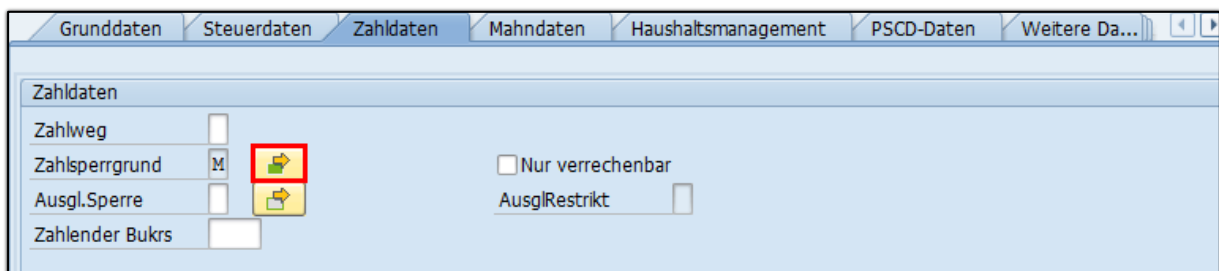 Grunddaten Steuerdaten Zahldaten Mahndaten Haushaltsmanagement PSCD-Daten Weitere Da...
Zahldaten
Zahlweg
Zahlsperrgrund M Nur verrechenbar
Ausgl.Sperre AusglRestrikt
Zahlender Bukrs